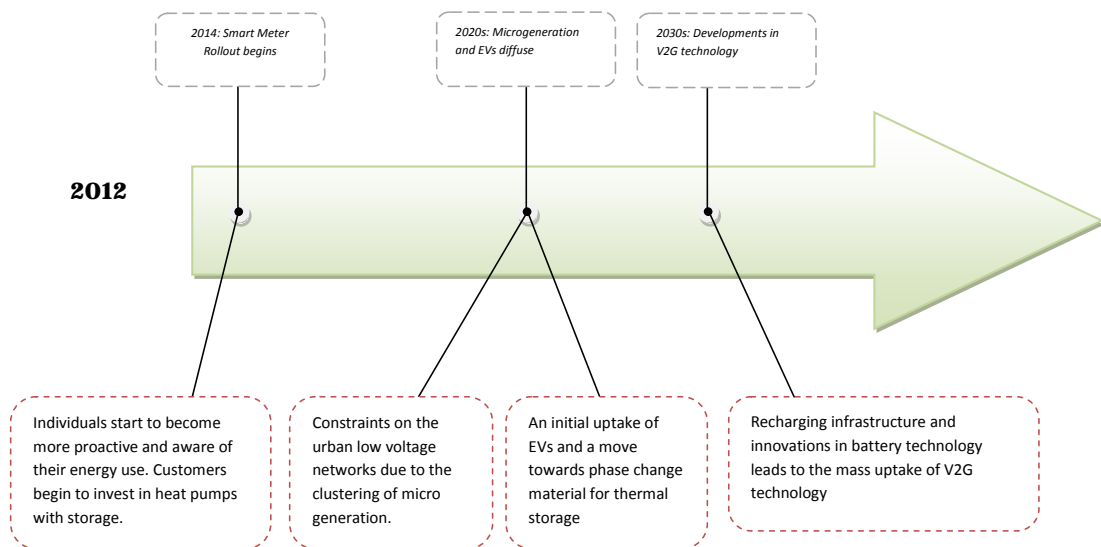 2014: Smart Meter
Rollout begins
2020s: Microgeneration
and EVs diffuse
2030s: Developments in
V2G technology
2012
Individuals start to become
more proactive and aware of
their energy use. Customers
begin to invest in heat pumps
with storage.
Constraints on the
urban low voltage
networks due to the
clustering of micro
generation.
An initial uptake of
EVs and a move
towards phase change
material for thermal
storage
Recharging infrastructure and
innovations in battery technology
leads to the mass uptake of V2G
technology